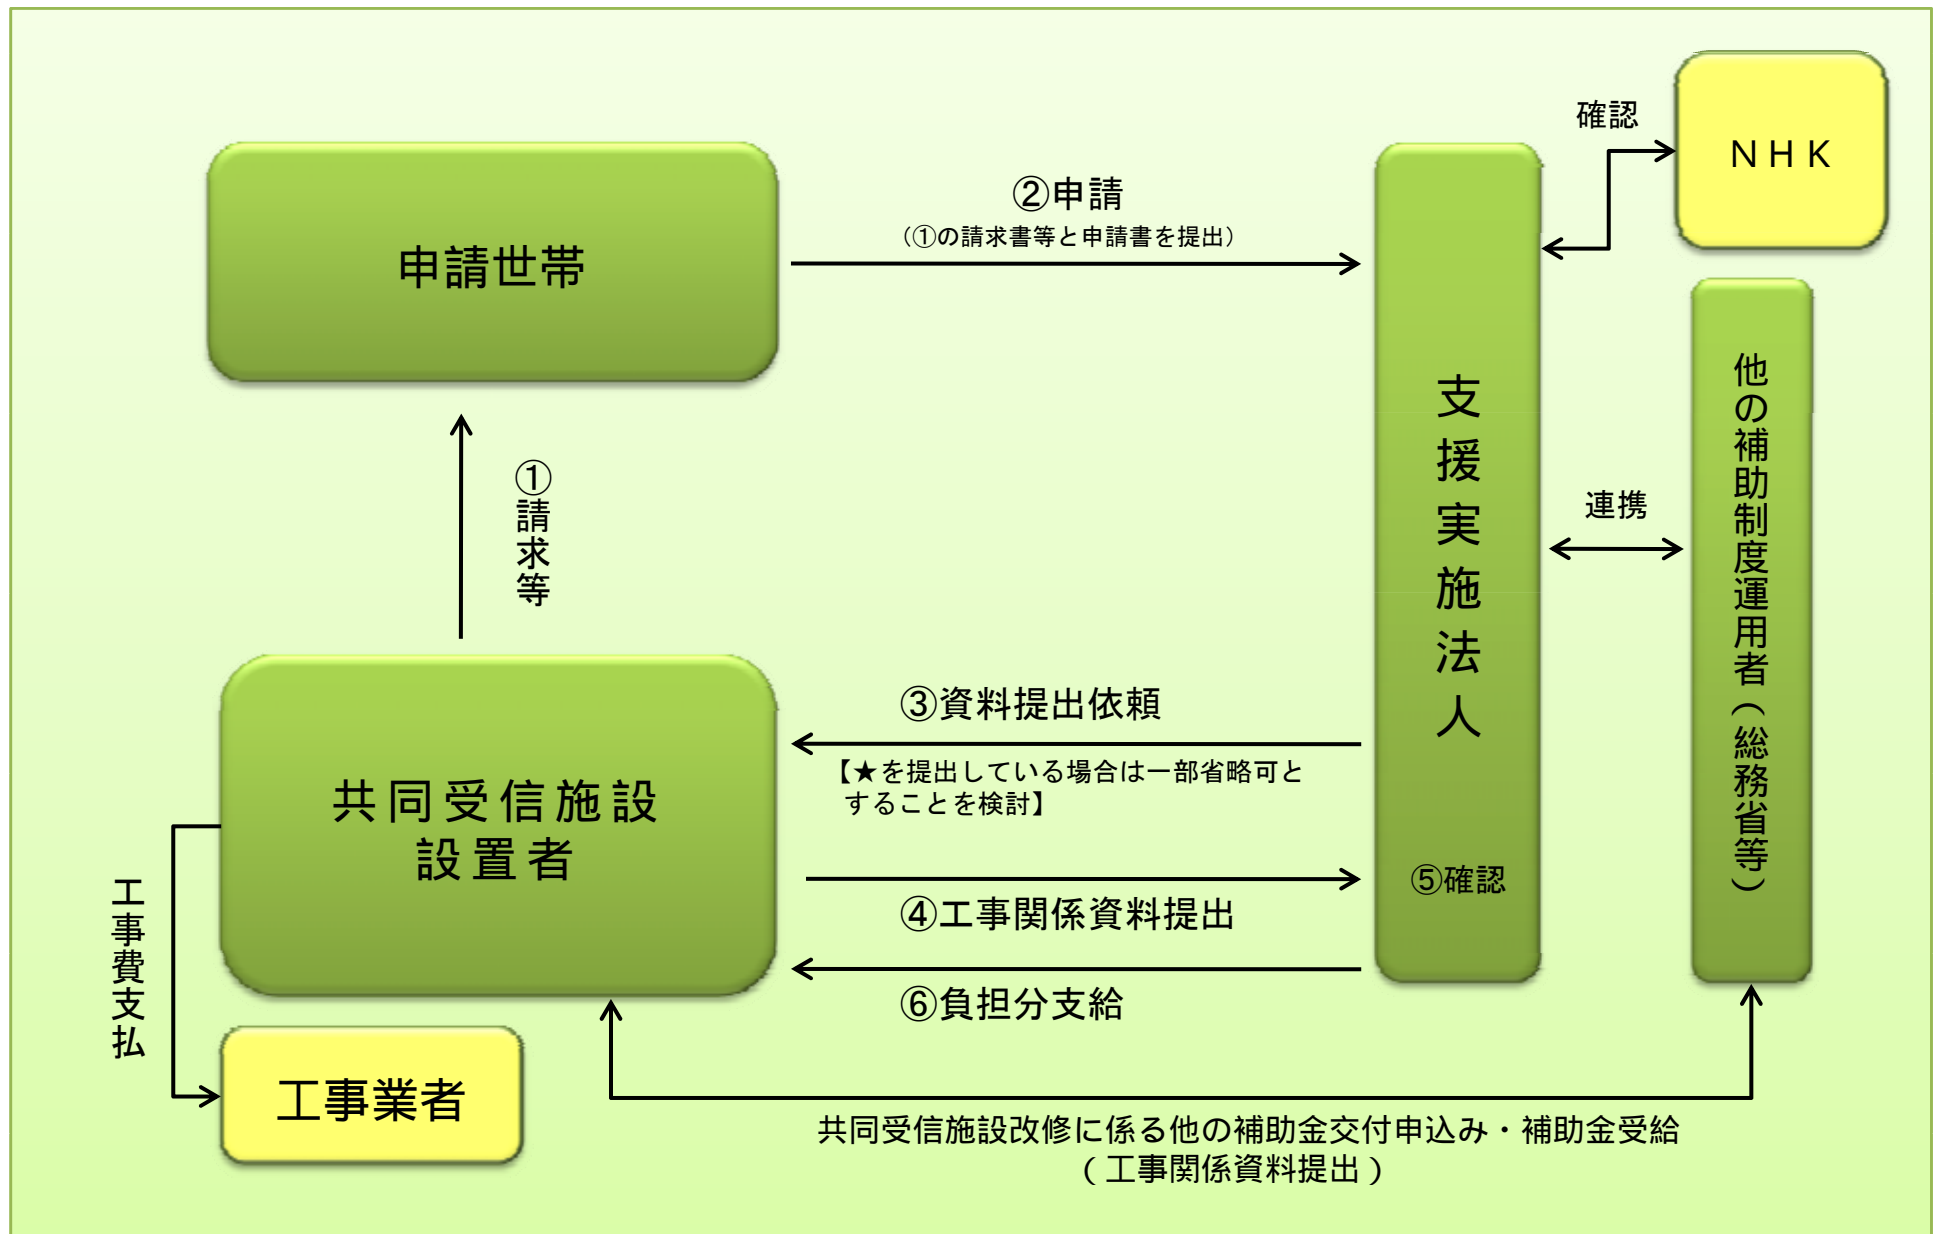 確認
ＮＨＫ
②申請
（①の請求書等と申請書を提出）
申請世帯
支援実施法人
他の補助制度運用者（総務省等）
①請求等
連携
③資料提出依頼
【★を提出している場合は一部省略可と
することを検討】
共同受信施設
設置者
⑤確認
④工事関係資料提出
工事費支払
⑥負担分支給
工事業者
共同受信施設改修に係る他の補助金交付申込み・補助金受給
（工事関係資料提出）